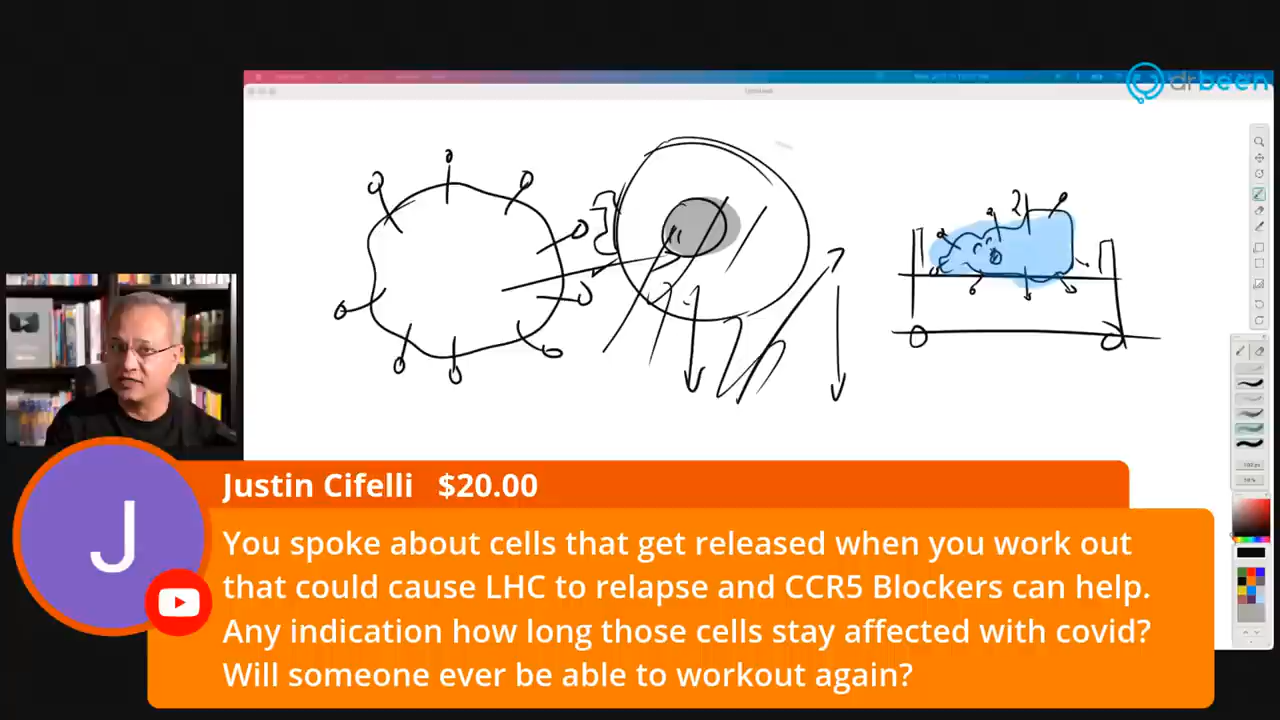 drbeen
Justin Cifelli $20.00
J
You spoke about cells that get released when you work out
that could cause LHC to relapse and CCR5 Blockers can help.
Any indication how long those cells stay affected with covid?
Will someone ever be able to workout again?